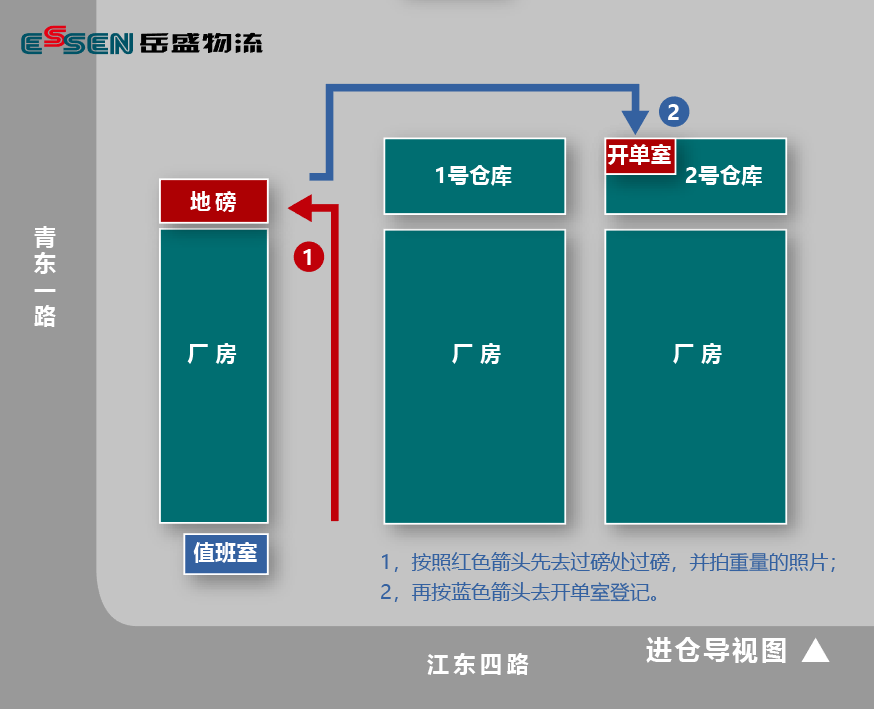 ESSEN 岳盛物流
2
开单室
1号仓库
2号仓库
地磅
1
青东一路
厂房
厂房
厂房
值班室
1，按照红色箭头先去过磅处过磅，并拍重量的照片；
2，再按蓝色箭头去开单室登记。
进仓导视图
江东四路